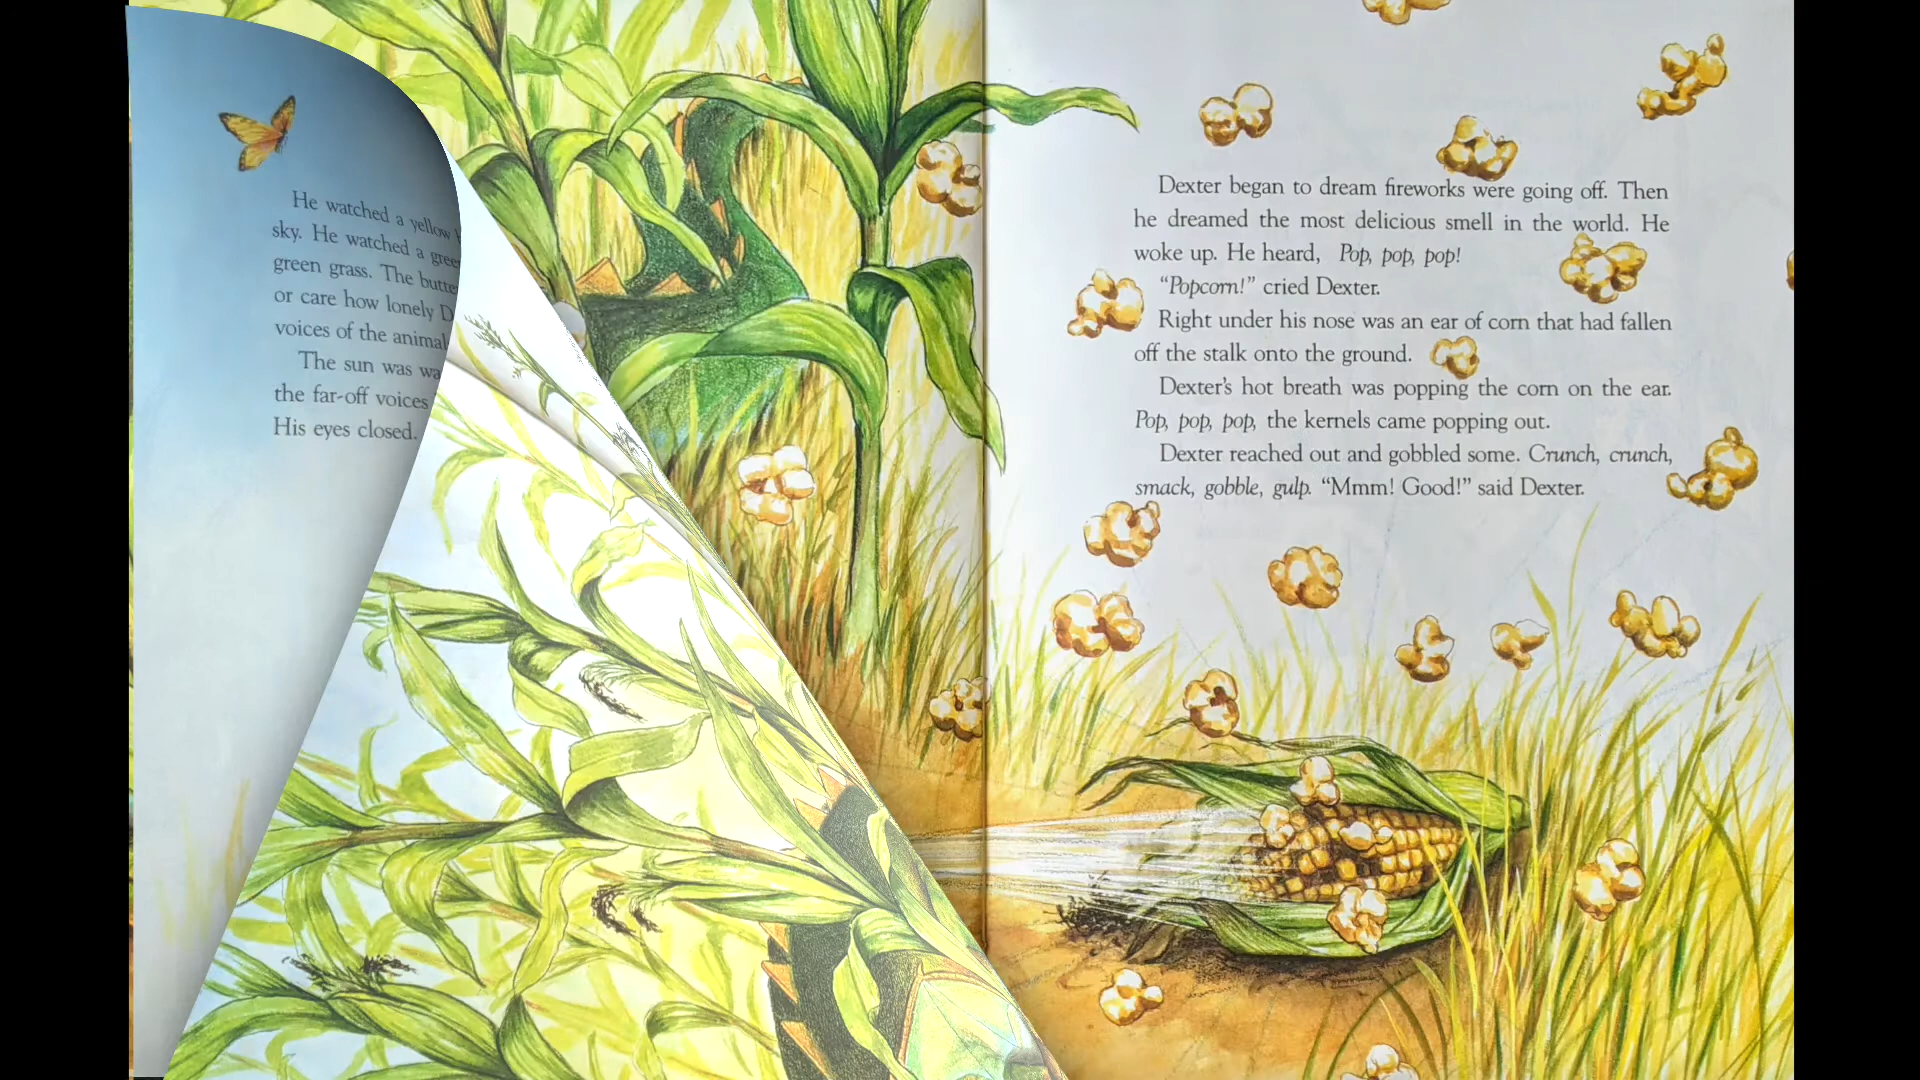 He watched a yellow
sky. He watched a
green grass. The
or care how lonely
voices of the
The sun was
the far-off voices
His eyes closed.
Dexter began to dream fireworks were going off. Then
he dreamed the most delicious smell in the world. He
woke up. He heard, Pop, pop, pop!
“Popcorn!” cried Dexter.
Right under his nose was an ear of corn that had fallen
off the stalk onto the ground.
Dexter’s hot breath was popping the corn on the ear.
Pop, pop, pop, the kernels came popping out.
Dexter reached out and gobbled some. Crunch, crunch,
smack, gobble, gulp. “Mmm! Good!” said Dexter.